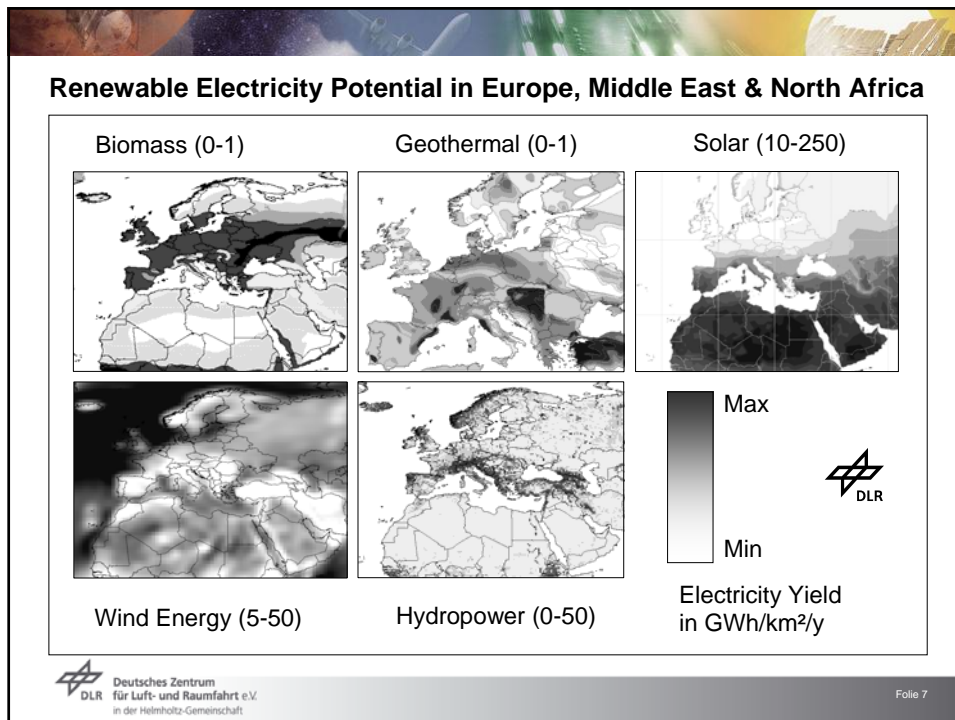 Renewable Electricity Potential in Europe, Middle East & North Africa
Biomass (0-1)
Geothermal (0-1)
Solar (10-250)
Wind Energy (5-50)
Hydropower (0-50)
Max
Min
DLR
Electricity Yield
in GWh/km²/y
DLR
Deutsches Zentrum
für Luft- und Raumfahrt e.V.
in der Helmholtz-Gemeinschaft
Folie 7